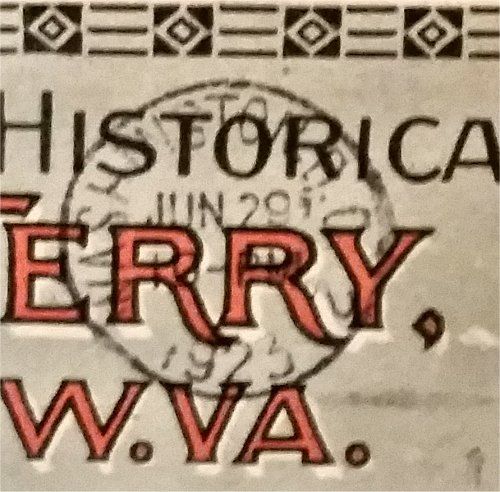 HISTORICA
JUN 29
ERRY,
1923
W.VA.